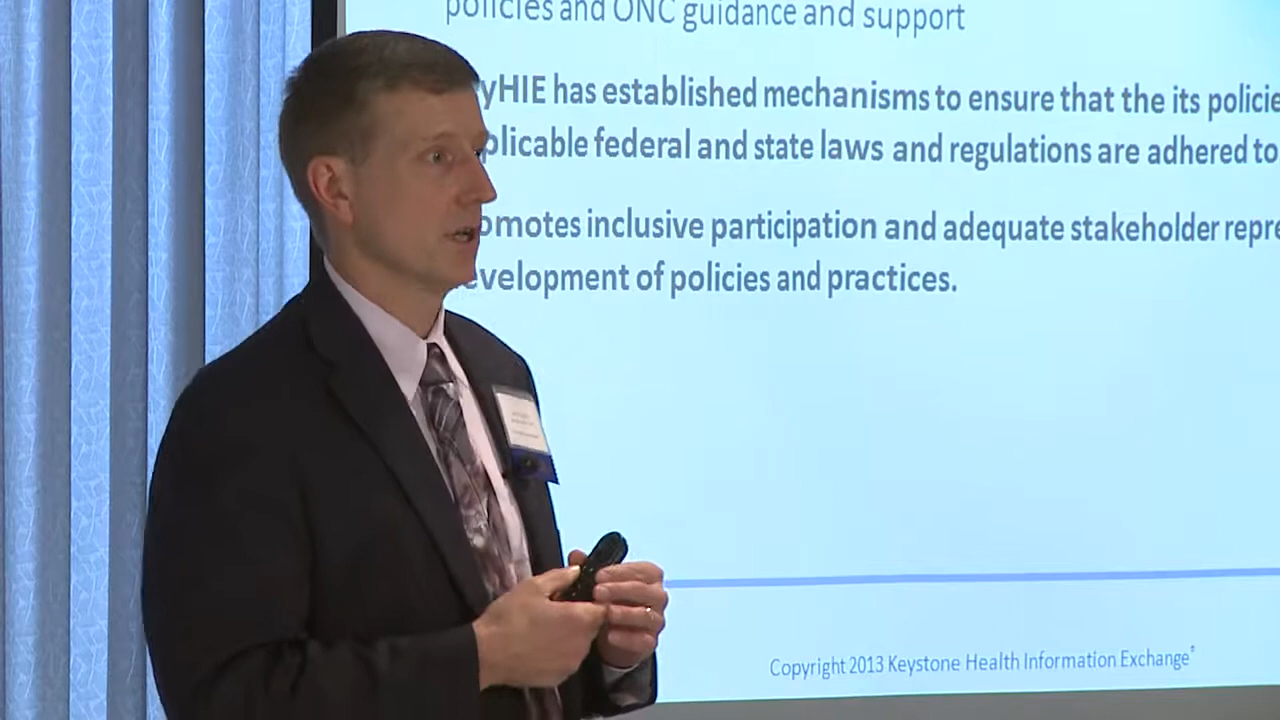 policies and ONC guidance and support
yHIE has established mechanisms to ensure that the its policie
plicable federal and state laws and regulations are adhered to
omotes inclusive participation and adequate stakeholder repre
evelopment of policies and practices.
Copyright 2013 Keystone Health Information Exchange